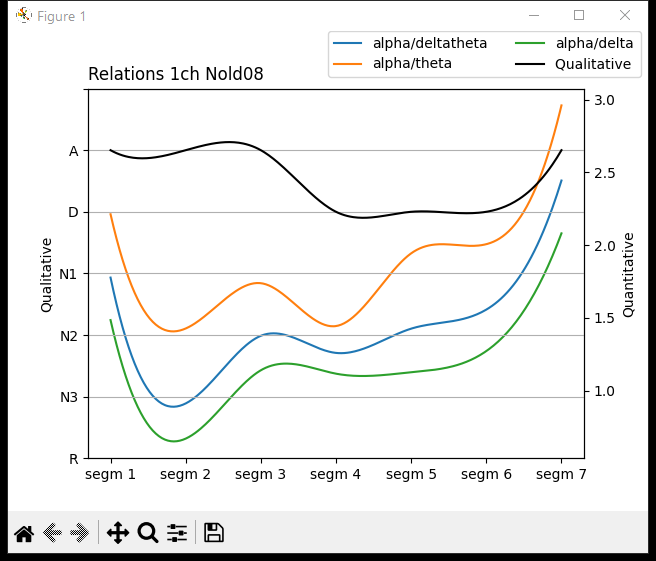 Figure 1
alpha/deltatheta
alpha/theta
alpha/delta
Qualitative
Relations 1ch Nold08
A
D
N1
N2
N3
R
Qualitative
3.0
2.5
2.0
1.5
1.0
Quantitative
segm 1 segm 2 segm 3 segm 4 segm 5 segm 6 segm 7